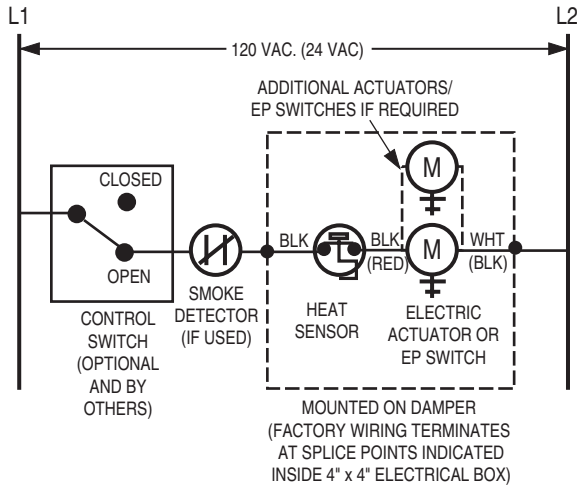 L1
L2
120 VAC. (24 VAC)
ADDITIONAL ACTUATORS/
EP SWITCHES IF REQUIRED
M
CLOSED
OPEN
BLK
BLK
(RED)
M
WHT
(BLK)
CONTROL
SWITCH
(OPTIONAL
AND BY
OTHERS)
SMOKE
DETECTOR
(IF USED)
HEAT
SENSOR
ELECTRIC
ACTUATOR OR
EP SWITCH
MOUNTED ON DAMPER
(FACTORY WIRING TERMINATES
AT SPLICE POINTS INDICATED
INSIDE 4" x 4" ELECTRICAL BOX)